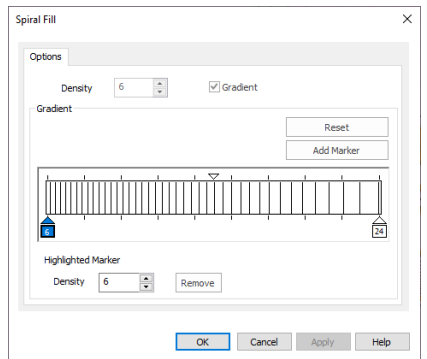 Spiral Fill
Options
Density 6 Gradient
Gradient
Reset
Add Marker
6 24
Highlighted Marker
Density 6 Remove
OK Cancel Apply Help